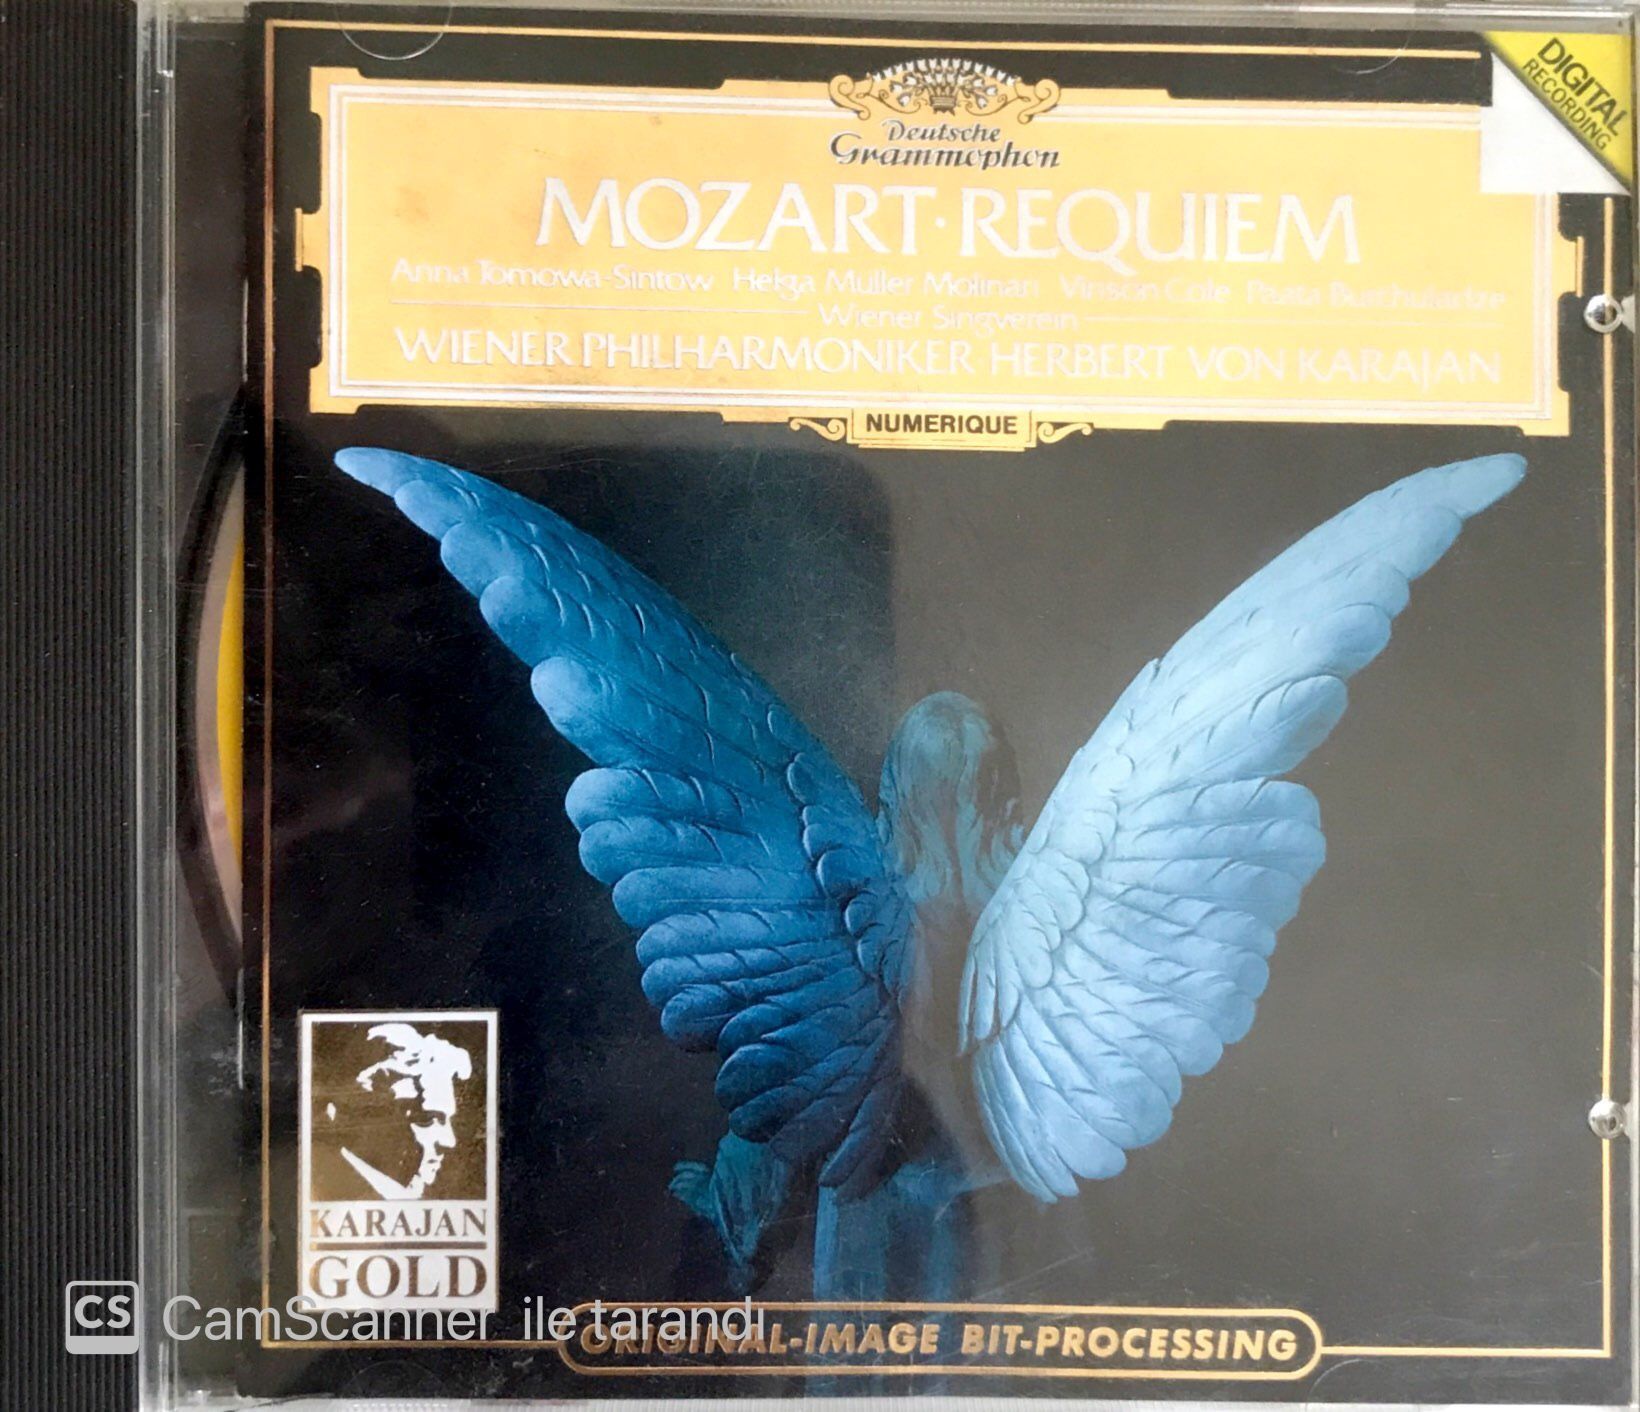 DIGITAL
RECORDING
Deutsche
Grammophon
MOZART·REQUIEM
Anna Tomowa-Sintow Helga Müller Molinari Vinson Cole Paata Burchuladze
Wiener Singverein
WIENER PHILHARMONIKER HERBERT VON KARAJAN
NUMERIQUE
KARAJAN
GOLD
CS CamScanner ile tarandı
ORIGINAL-IMAGE BIT-PROCESSING